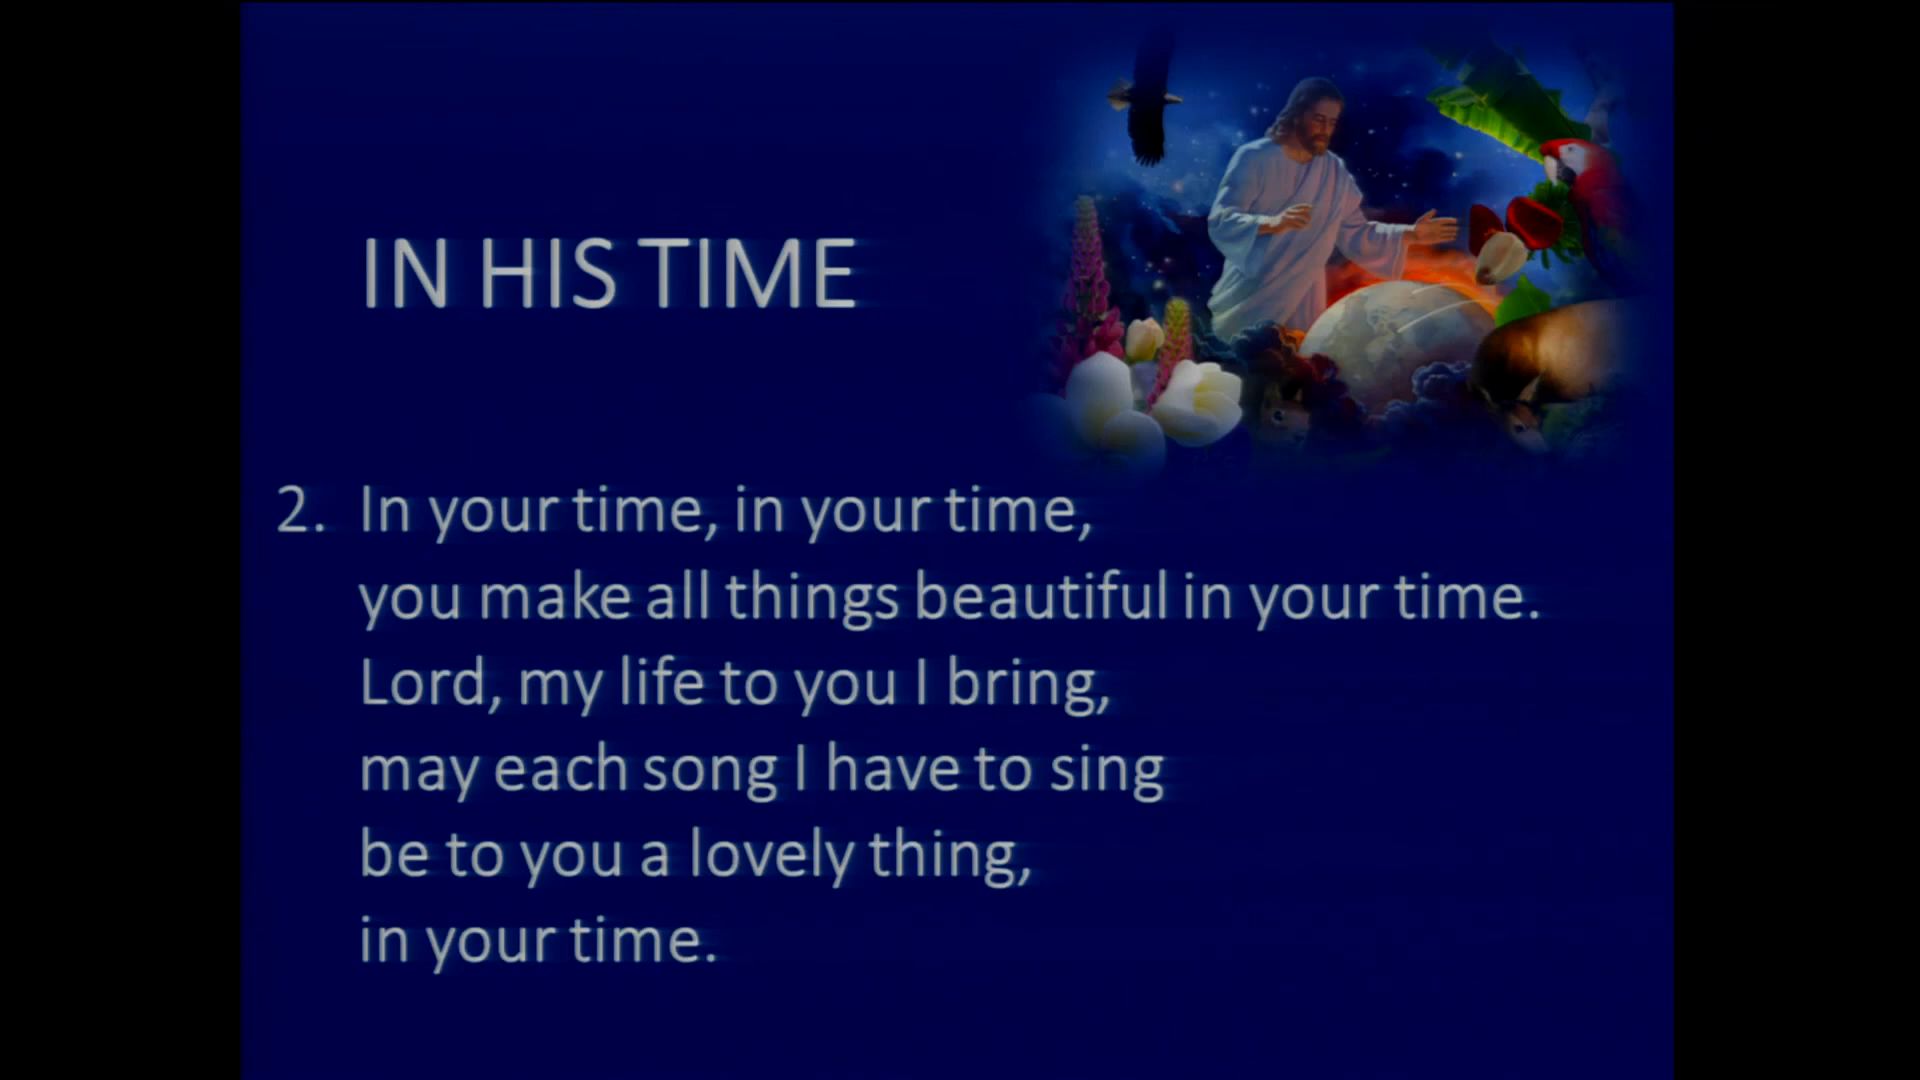 IN HIS TIME
2. In your time, in your time,
you make all things beautiful in your time.
Lord, my life to you I bring,
may each song I have to sing
be to you a lovely thing,
in your time.